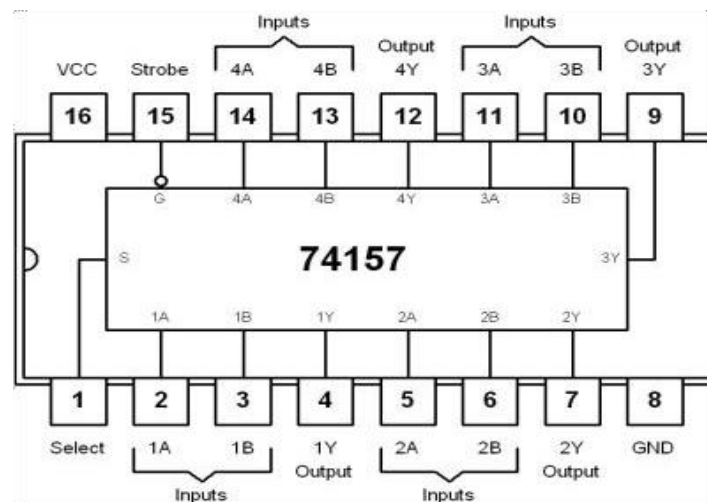 Inputs Inputs
Output Output
VCC Strobe 4A 4B 4Y 3A 3B 3Y
16 15 14 13 12 11 10 9
G 4A 4B 4Y 3A 3B
S 74157 3Y
1A 1B 1Y 2A 2B 2Y
1 2 3 4 5 6 7 8
Select 1A 1B 1Y 2A 2B 2Y GND
Output Output
Inputs Inputs